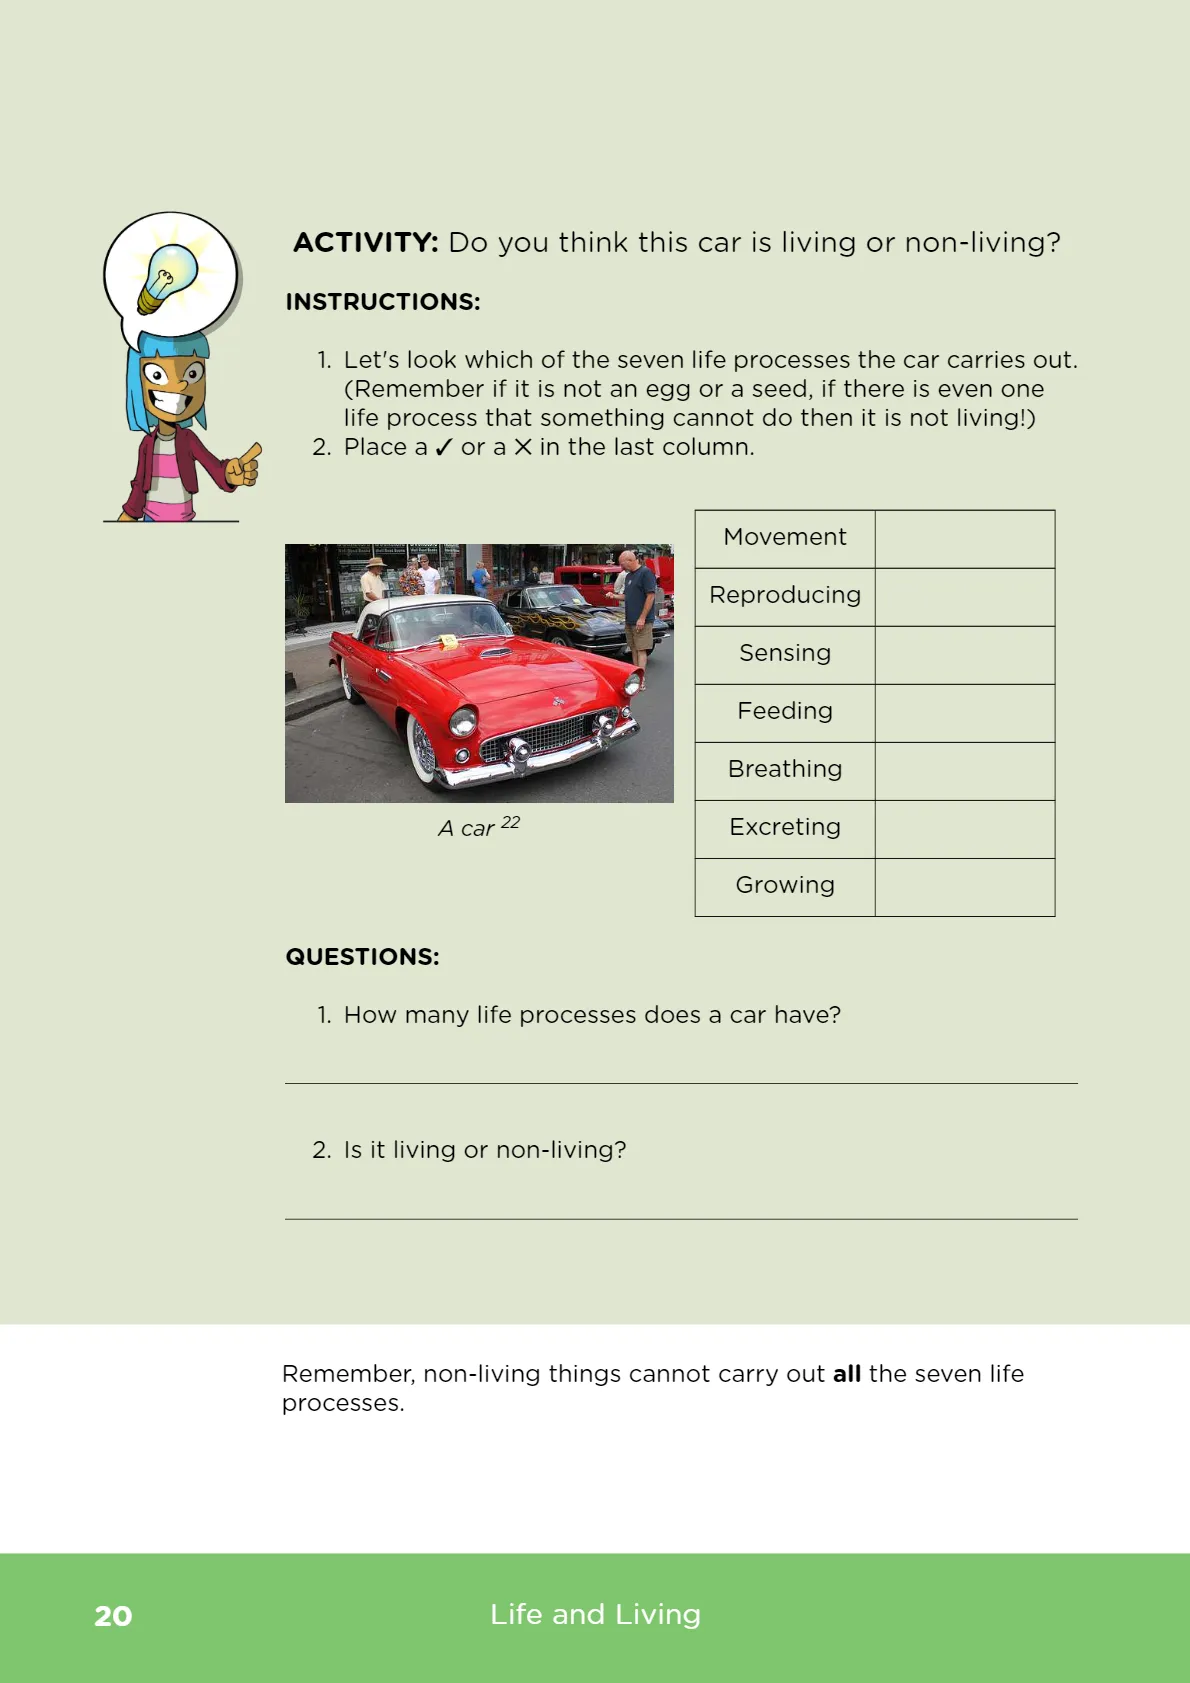 ACTIVITY: Do you think this car is living or non-living?
INSTRUCTIONS:
1. Let's look which of the seven life processes the car carries out.
(Remember if it is not an egg or a seed, if there is even one
life process that something cannot do then it is not living!)
2. Place a ✓ or a ✕ in the last column.
Movement
Reproducing
Sensing
Feeding
Breathing
Excreting
Growing
A car 22
QUESTIONS:
1. How many life processes does a car have?
2. Is it living or non-living?
Remember, non-living things cannot carry out all the seven life
processes.
20
Life and Living